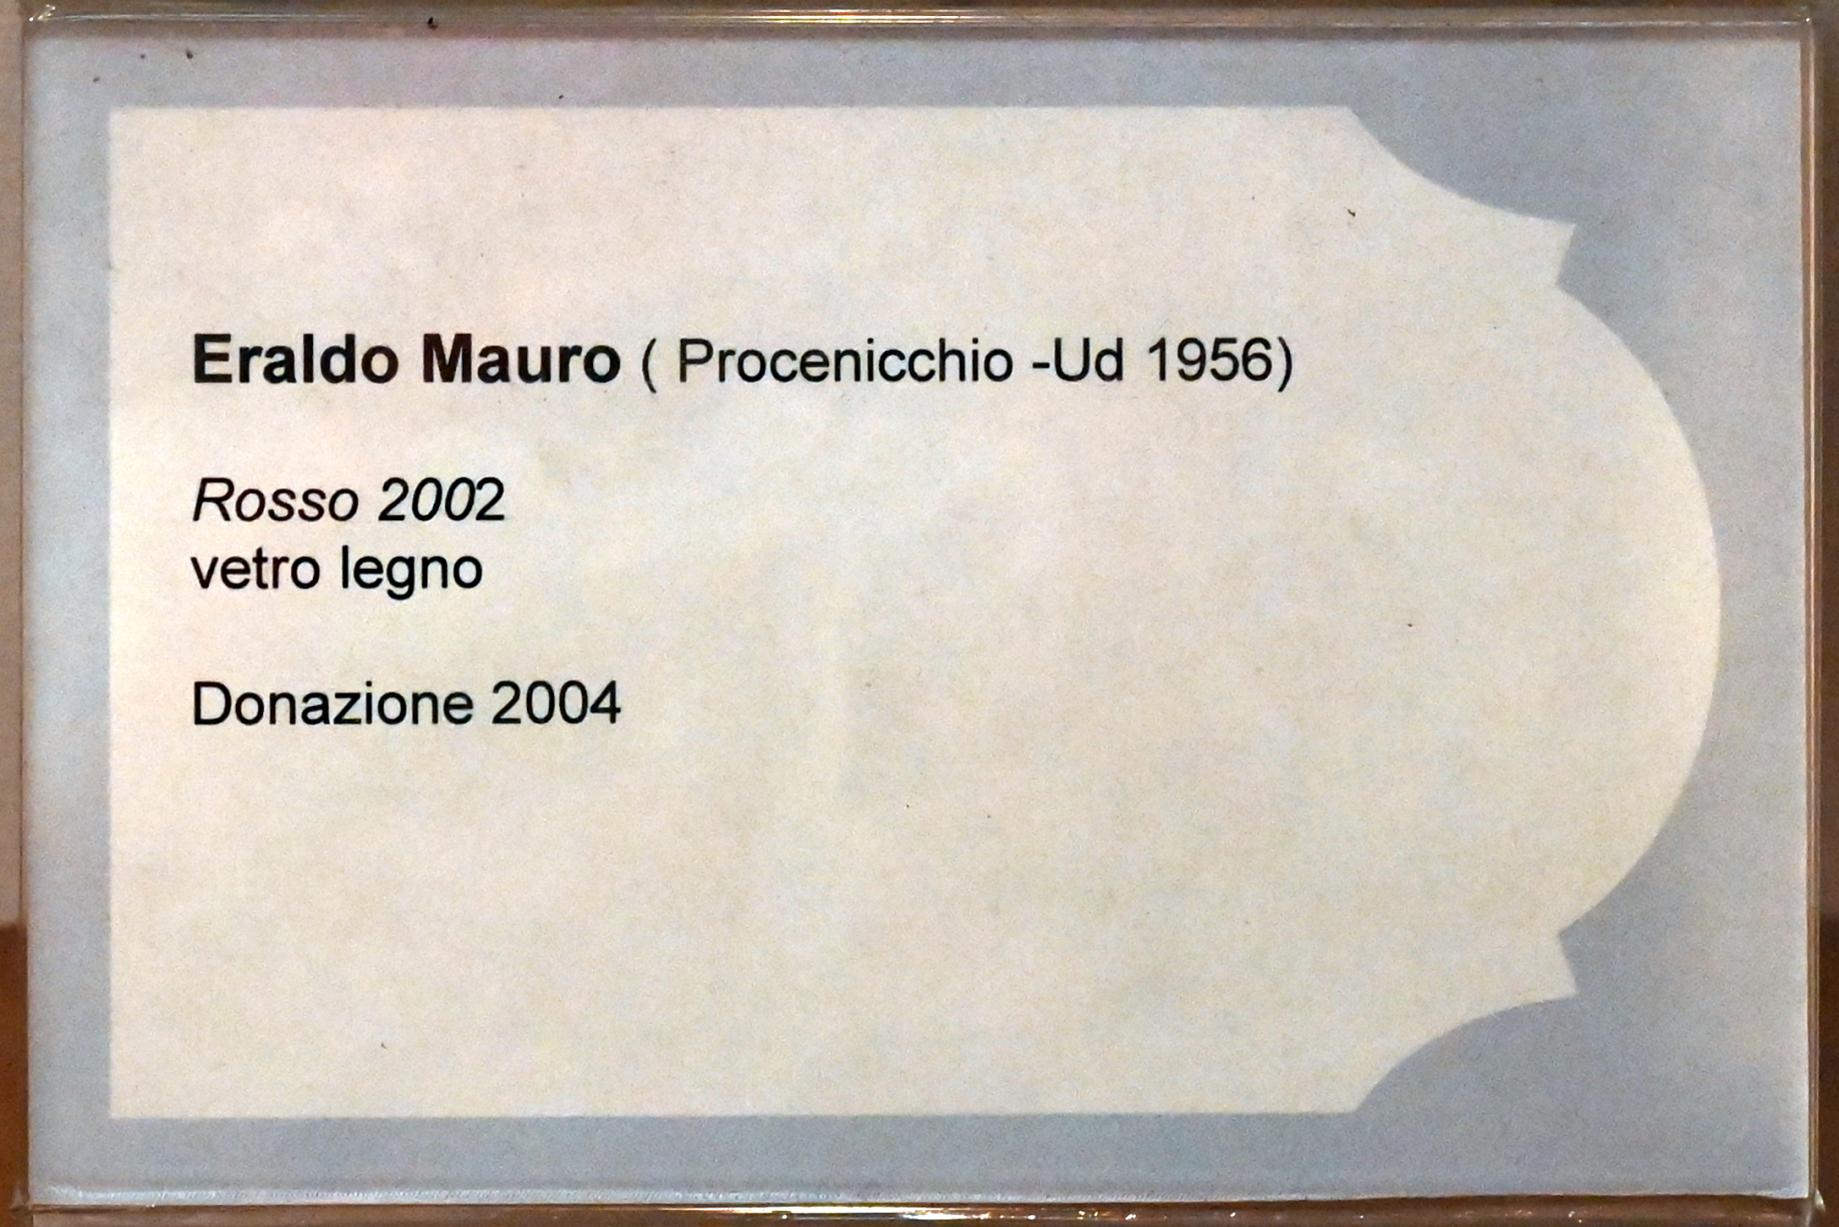 Eraldo Mauro ( Procenicchio -Ud 1956)
Rosso 2002
vetro legno
Donazione 2004